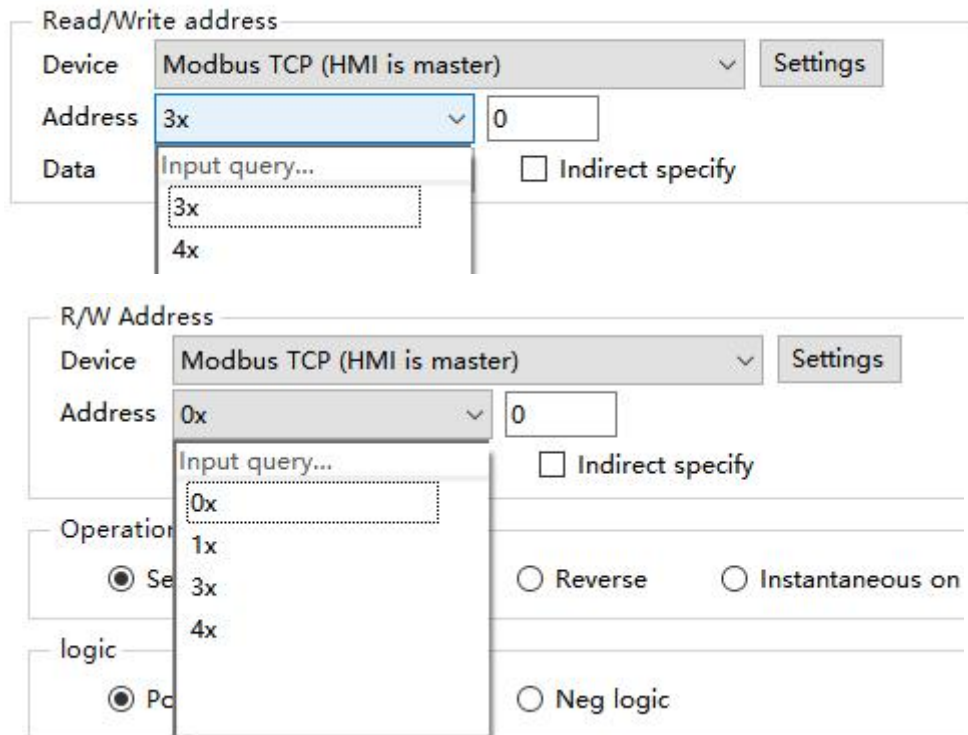 Read/Write address
Device Modbus TCP (HMI is master) Settings
Address 3x 0
Data Input query... Indirect specify
3x
4x
R/W Address
Device Modbus TCP (HMI is master) Settings
Address 0x 0
Input query... Indirect specify
0x
Operation
1x
Se Reverse Instantaneous on
3x
4x
logic
Po Neg logic